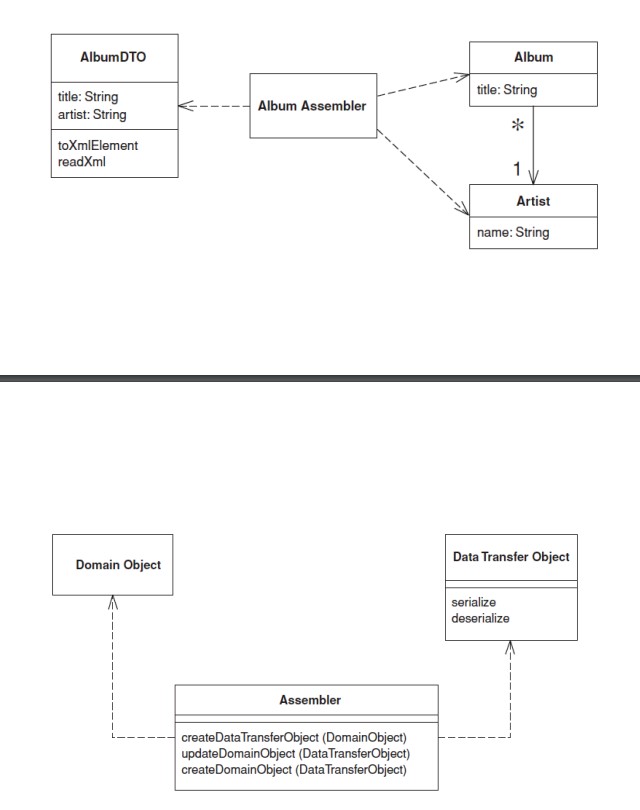 AlbumDTO
title: String
artist: String
toXmlElement
readXml
Album Assembler
Album
title: String
*
1
Artist
name: String
Domain Object
Data Transfer Object
serialize
deserialize
Assembler
createDataTransferObject (DomainObject)
updateDomainObject (DataTransferObject)
createDomainObject (DataTransferObject)